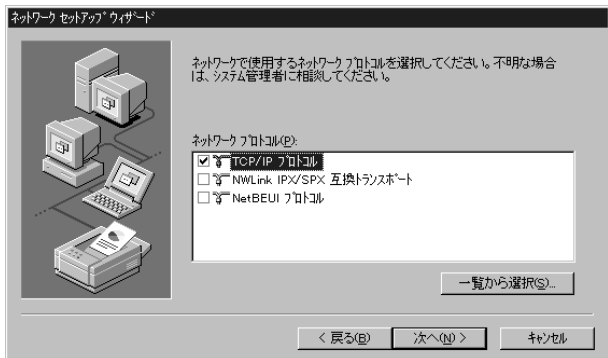 ネットワーク セットアップ ウィザード
ネットワークで使用するネットワーク プロトコルを選択してください。不明な場合
は、システム管理者に相談してください。
ネットワーク プロトコル(P):
TCP/IP プロトコル
NWLink IPX/SPX 互換トランスポート
NetBEUI プロトコル
一覧から選択(S)...
< 戻る(B)
次へ(N) >
キャンセル